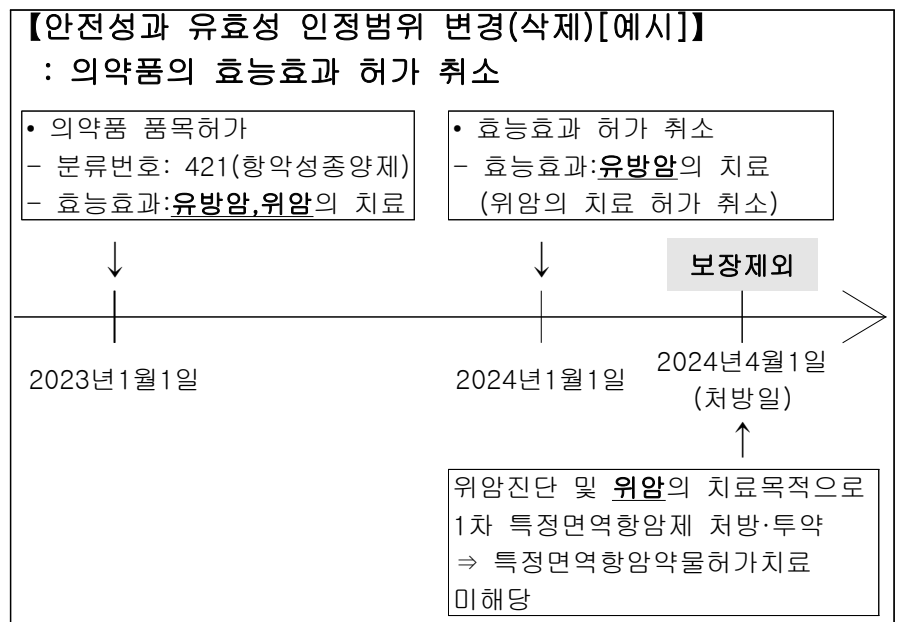 【안전성과 유효성 인정범위 변경(삭제)[예시]】
: 의약품의 효능효과 허가 취소
• 의약품 품목허가
- 분류번호: 421(항악성종양제)
- 효능효과:유방암,위암의 치료
• 효능효과 허가 취소
- 효능효과:유방암의 치료
(위암의 치료 허가 취소)
↓
↓
보장제외
2023년1월1일
2024년1월1일
2024년4월1일
(처방일)
↑
위암진단 및 위암의 치료목적으로
1차 특정면역항암제 처방·투약
⇒ 특정면역항암약물허가치료
미해당